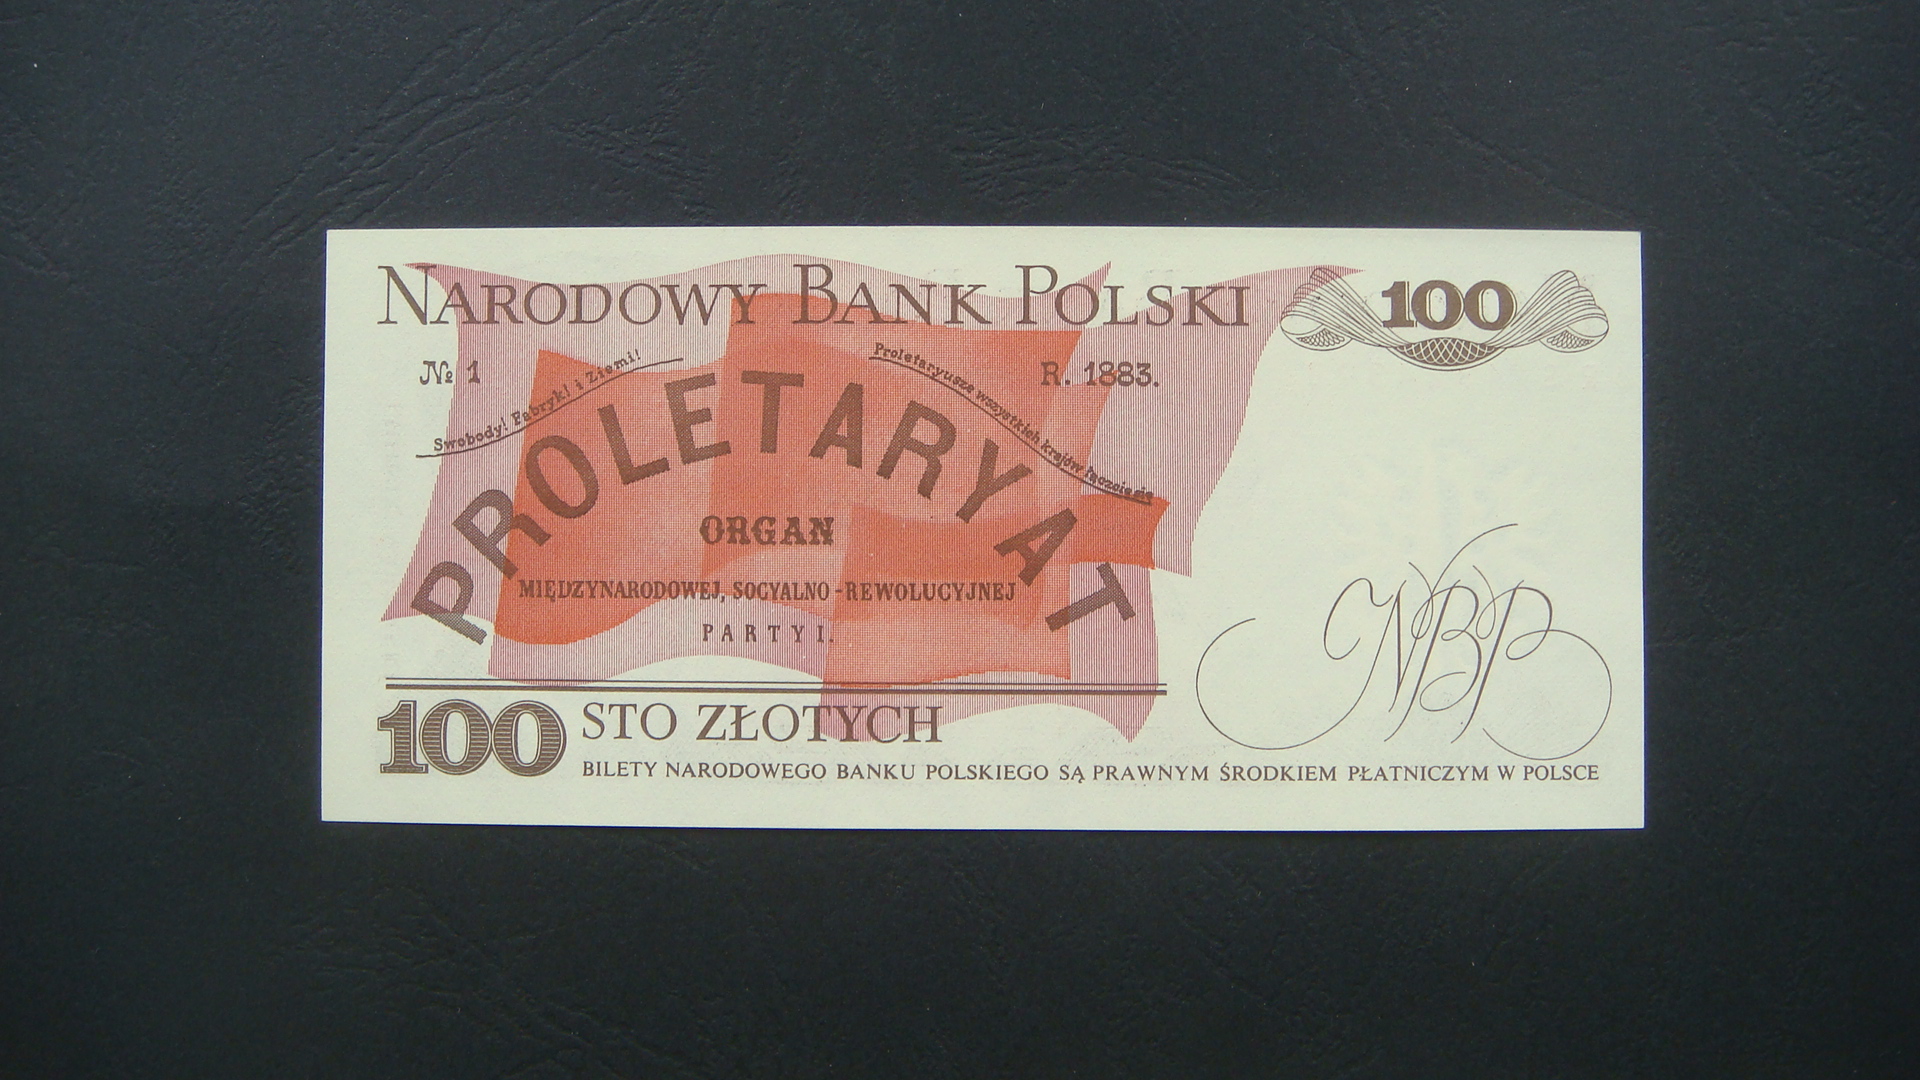 NARODOWY BANK POLSKI
100
№ 1
R. 1883.
Swobody! Fabryk! i Ziemi!
Proletaryusze wszystkich krajów łączcie się
PROLETARYAT
ORGAN
MIĘDZYNARODOWEJ, SOCYALNO-REWOLUCYJNEJ
PARTYI.
NBP
100 STO ZŁOTYCH
BILETY NARODOWEGO BANKU POLSKIEGO SĄ PRAWNYM ŚRODKIEM PŁATNICZYM W POLSCE